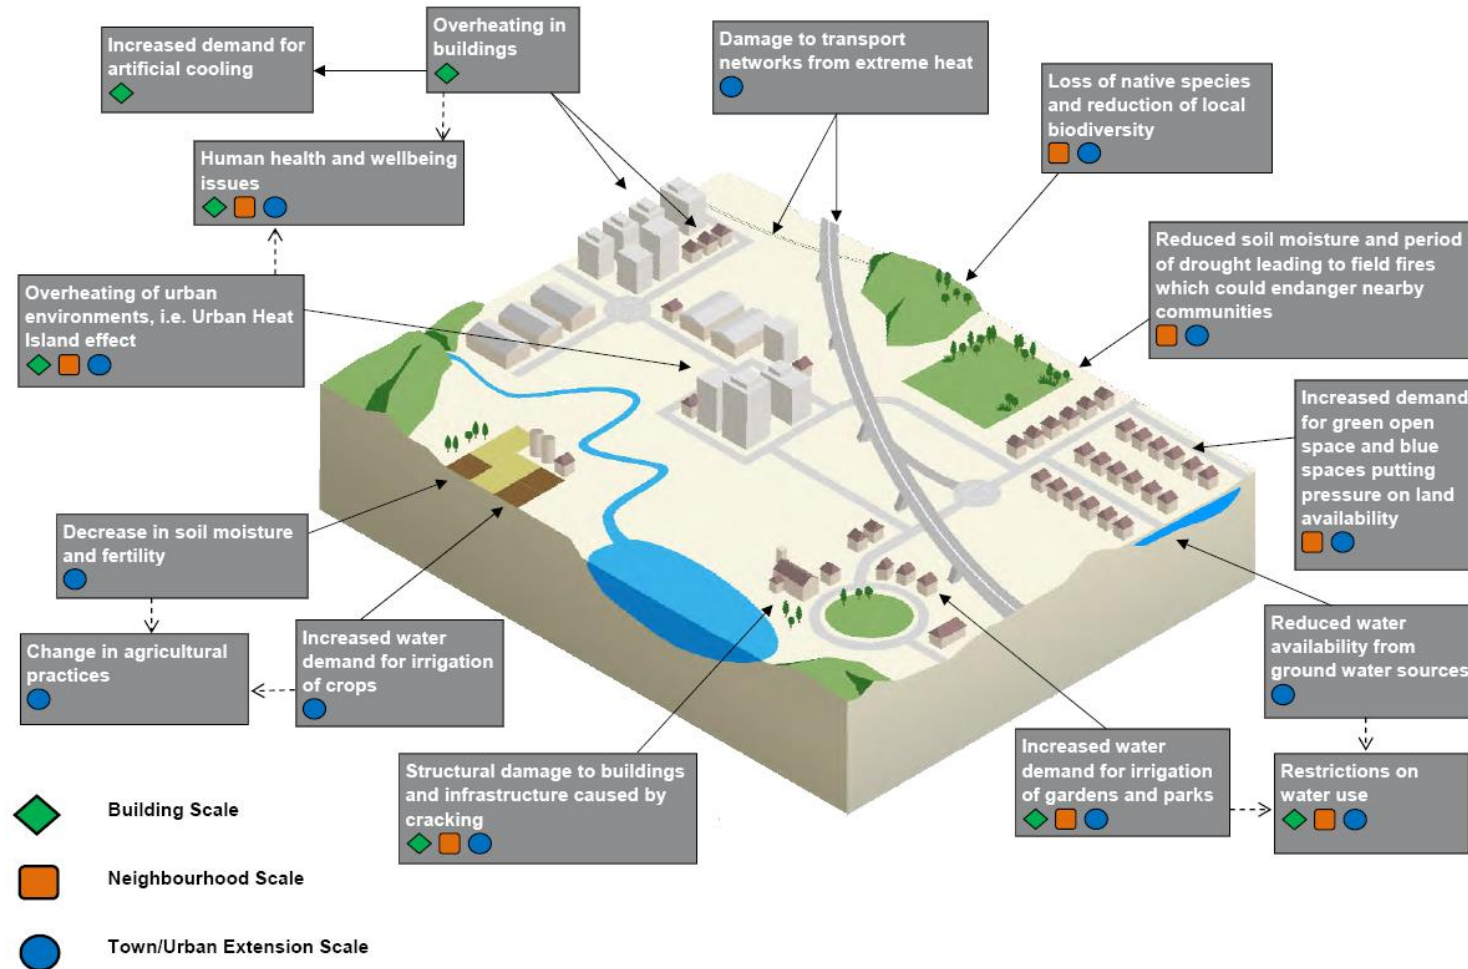 Overheating in
buildings
Increased demand for
artificial cooling
Damage to transport
networks from extreme heat
Loss of native species
and reduction of local
biodiversity
Human health and wellbeing
issues
Reduced soil moisture and period
of drought leading to field fires
which could endanger nearby
communities
Overheating of urban
environments, i.e. Urban Heat
Island effect
Increased demand
for green open
space and blue
spaces putting
pressure on land
availability
Decrease in soil moisture
and fertility
Change in agricultural
practices
Increased water
demand for irrigation
of crops
Reduced water
availability from
ground water sources
Structural damage to buildings
and infrastructure caused by
cracking
Increased water
demand for irrigation
of gardens and parks
Restrictions on
water use
Building Scale
Neighbourhood Scale
Town/Urban Extension Scale